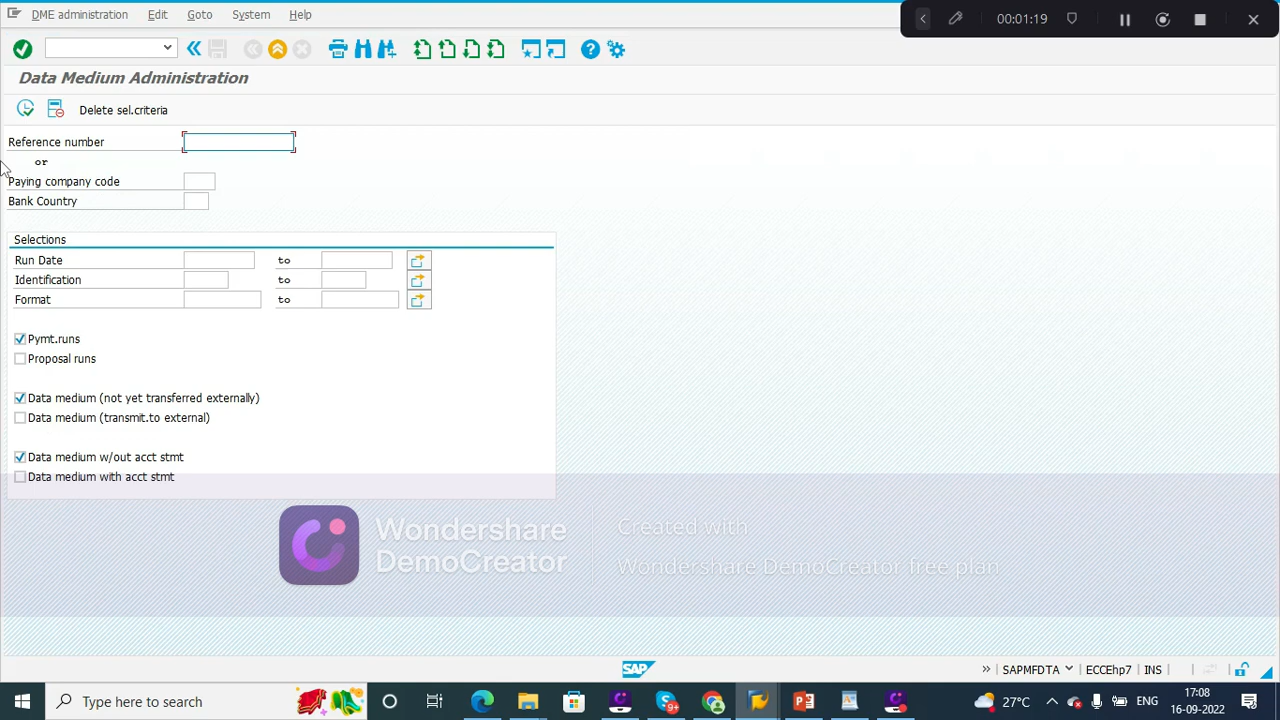 DME administration Edit Goto System Help
00:01:19
Data Medium Administration
Delete sel.criteria
Reference number
or
Paying company code
Bank Country
Selections
Run Date to
Identification to
Format to
Pymt.runs
Proposal runs
Data medium (not yet transferred externally)
Data medium (transmit.to external)
Data medium w/out acct stmt
Data medium with acct stmt
Wondershare
DemoCreator
Created with
Wondershare DemoCreator free plan
SAP
SAPMFDTA ECCEhp7 INS
Type here to search
9+
27°C
ENG
17:08
16-09-2022